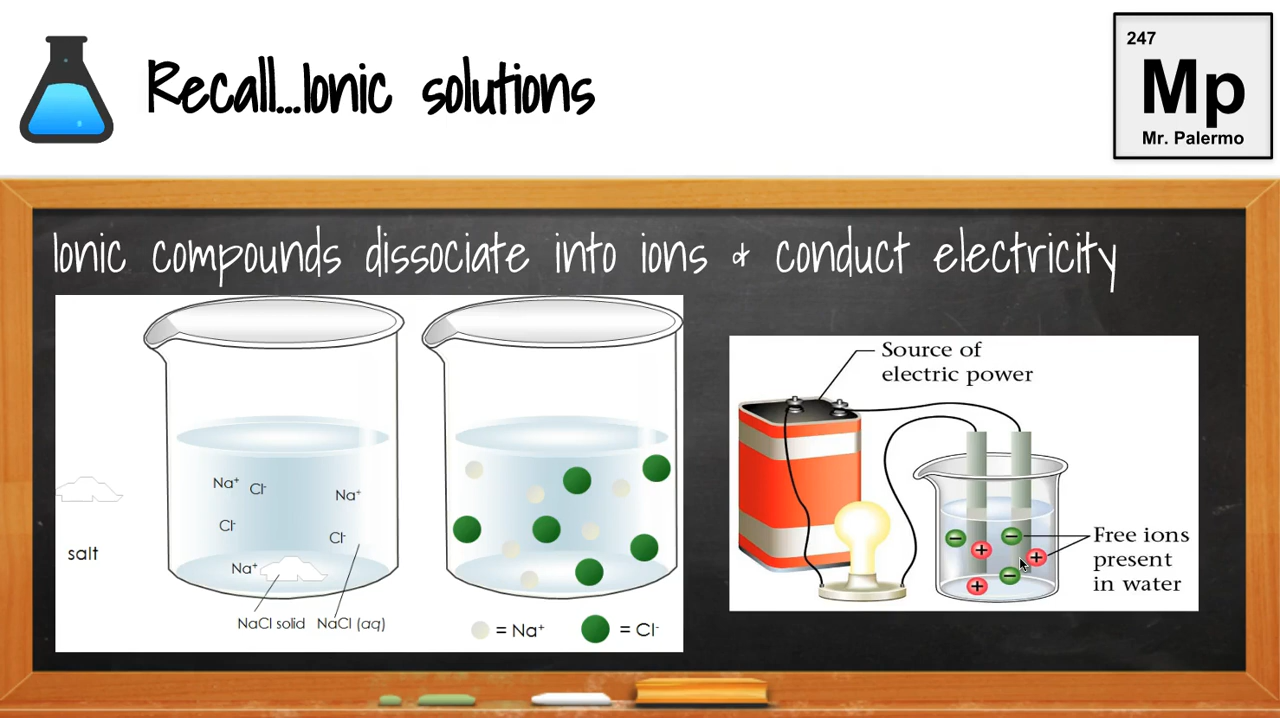 Recall...Ionic solutions
247
Mp
Mr. Palermo
Ionic compounds dissociate into ions & conduct electricity
salt
Na⁺ Cl⁻ Na⁺
Cl⁻ Cl⁻
Na⁺
NaCl solid NaCl (aq)
= Na⁺ = Cl⁻
Source of
electric power
− −
+ +
−
+
Free ions
present
in water